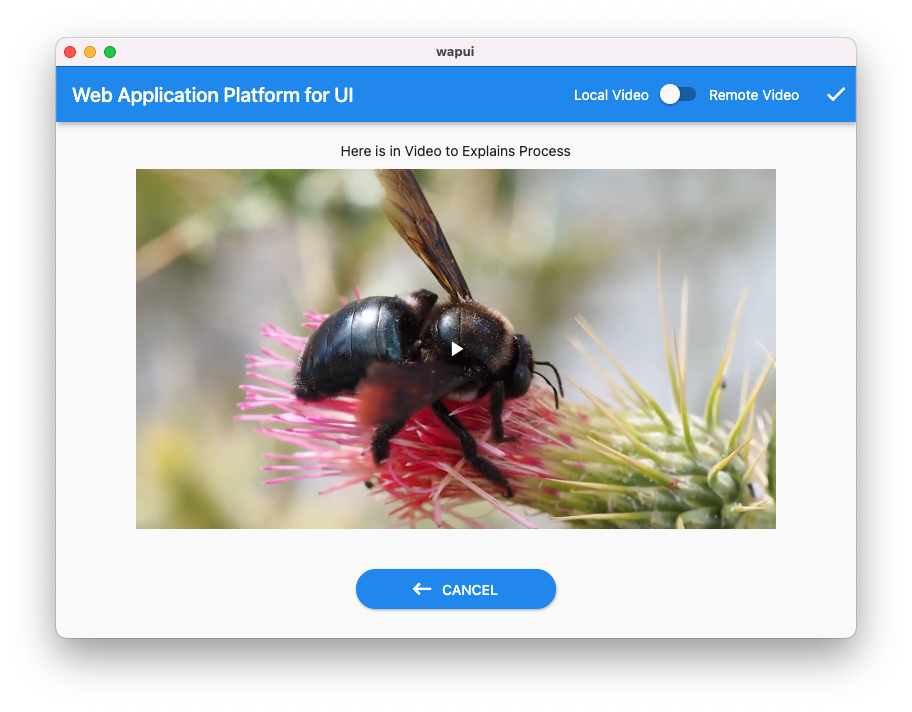 wapui
Web Application Platform for UI
Local Video
Remote Video
Here is in Video to Explains Process
CANCEL